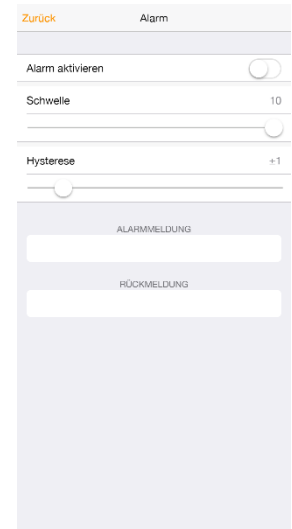 Zurück Alarm
Alarm aktivieren
Schwelle 10
Hysterese ±1
ALARMMELDUNG
RÜCKMELDUNG